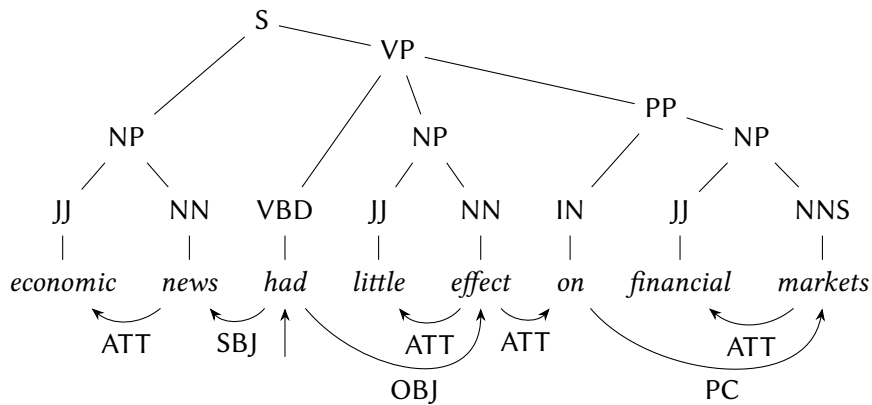 S
VP
PP
NP NP NP
JJ NN VBD JJ NN IN JJ NNS
economic news had little effect on financial markets
ATT SBJ ATT ATT ATT
OBJ PC